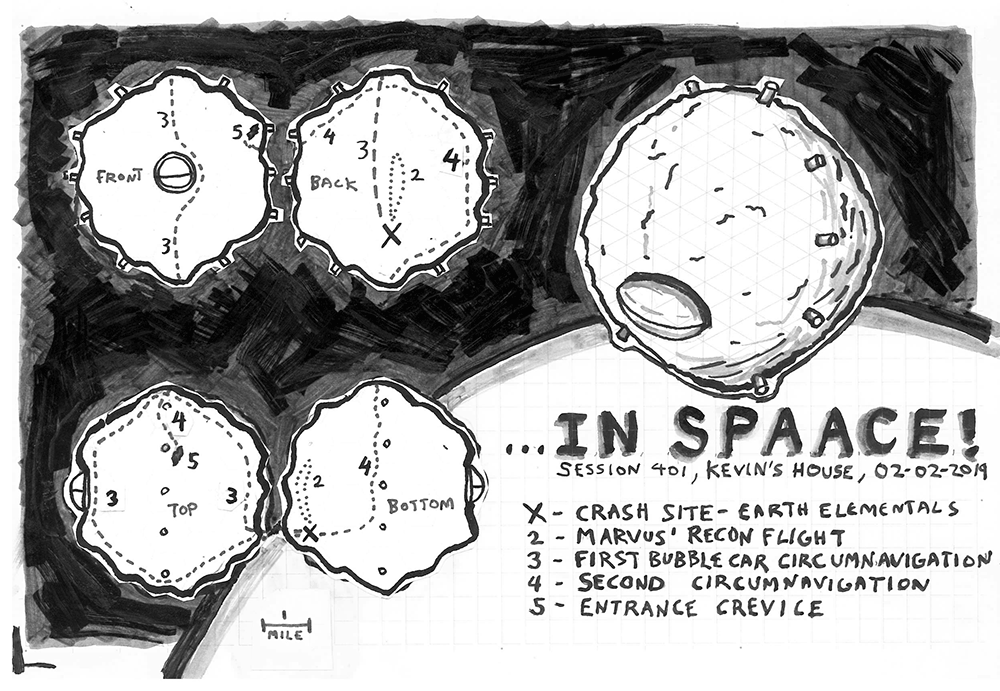 3
5
FRONT
3
4
3
4
BACK
2
X
4
5
3
3
TOP
4
2
BOTTOM
X
1
MILE
...IN SPAACE!
SESSION 401, KEVIN'S HOUSE, 02-02-2019
X - CRASH SITE - EARTH ELEMENTALS
2 - MARVUS' RECON FLIGHT
3 - FIRST BUBBLE CAR CIRCUMNAVIGATION
4 - SECOND CIRCUMNAVIGATION
5 - ENTRANCE CREVICE